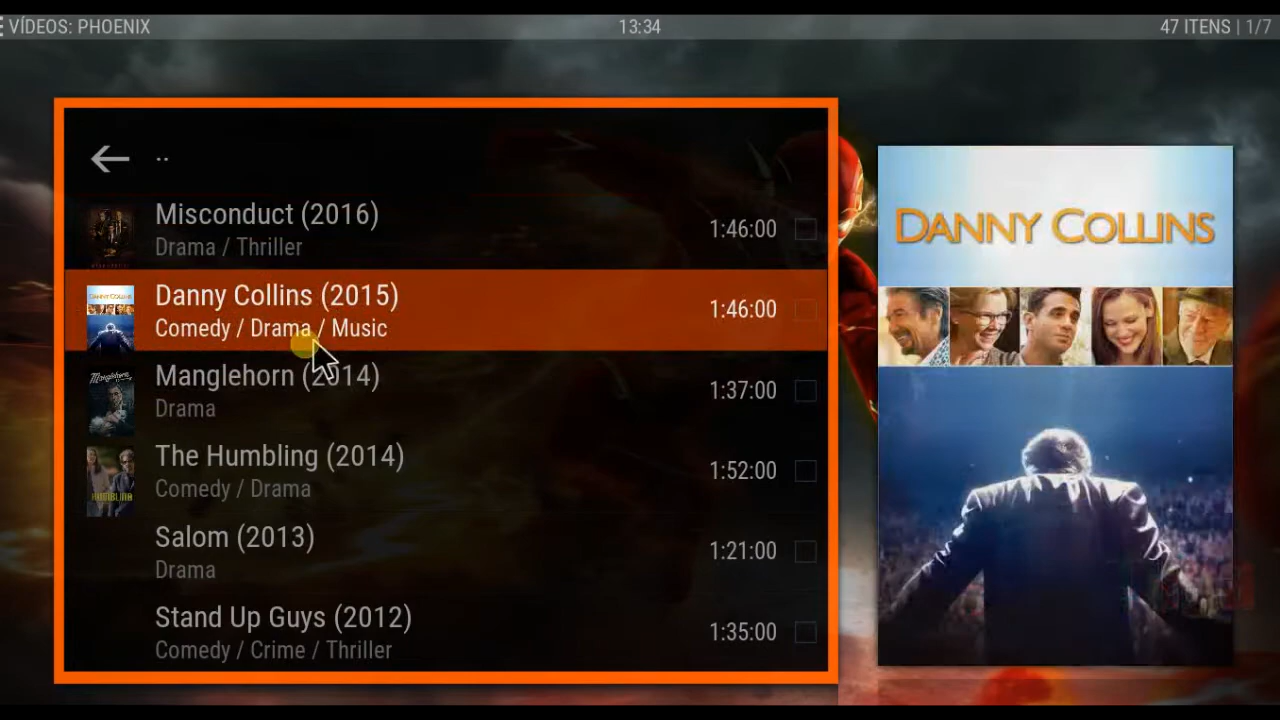 VÍDEOS: PHOENIX
13:34
47 ITENS | 1/7
..
Misconduct (2016)
Drama / Thriller
1:46:00
Danny Collins (2015)
Comedy / Drama / Music
1:46:00
Manglehorn (2014)
Drama
1:37:00
The Humbling (2014)
Comedy / Drama
1:52:00
Salom (2013)
Drama
1:21:00
Stand Up Guys (2012)
Comedy / Crime / Thriller
1:35:00
DANNY COLLINS